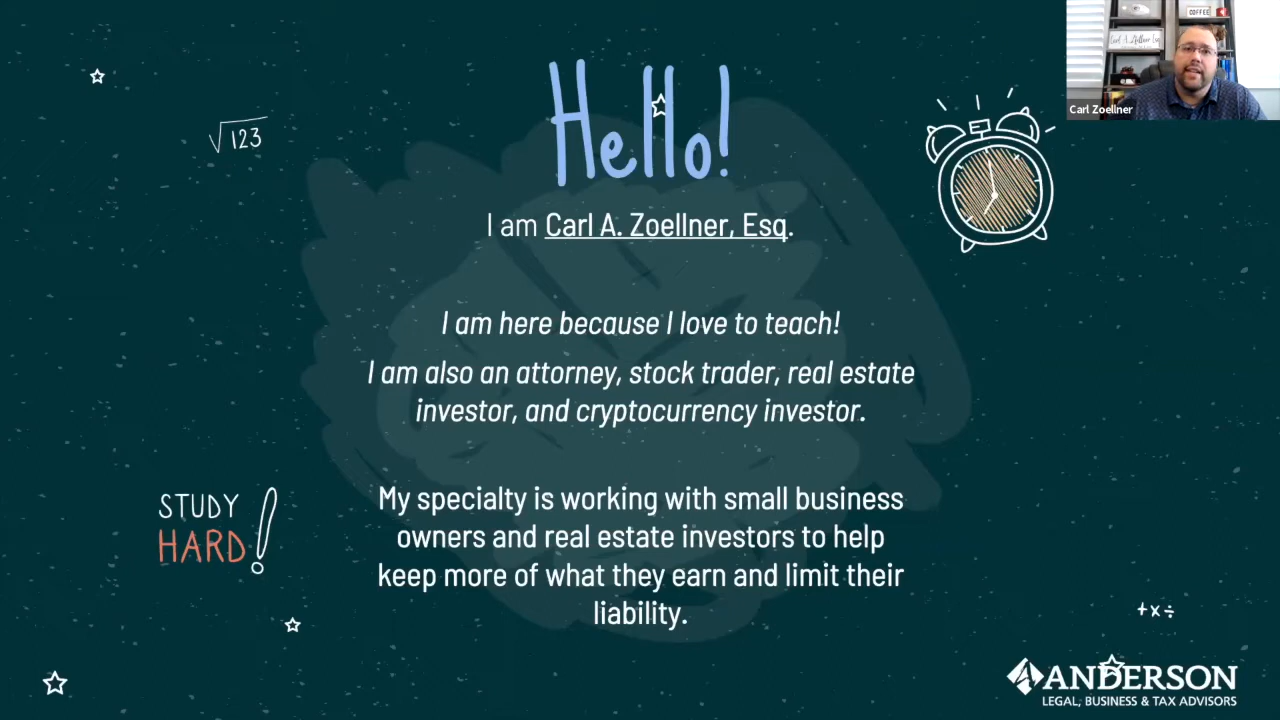 COFFEE
Carl A. Zoellner Esq
Carl Zoellner
√123
Hello!
I am Carl A. Zoellner, Esq.
I am here because I love to teach!
I am also an attorney, stock trader, real estate
investor, and cryptocurrency investor.
STUDY
HARD!
My specialty is working with small business
owners and real estate investors to help
keep more of what they earn and limit their
liability.
+x÷
ANDERSON
LEGAL, BUSINESS & TAX ADVISORS